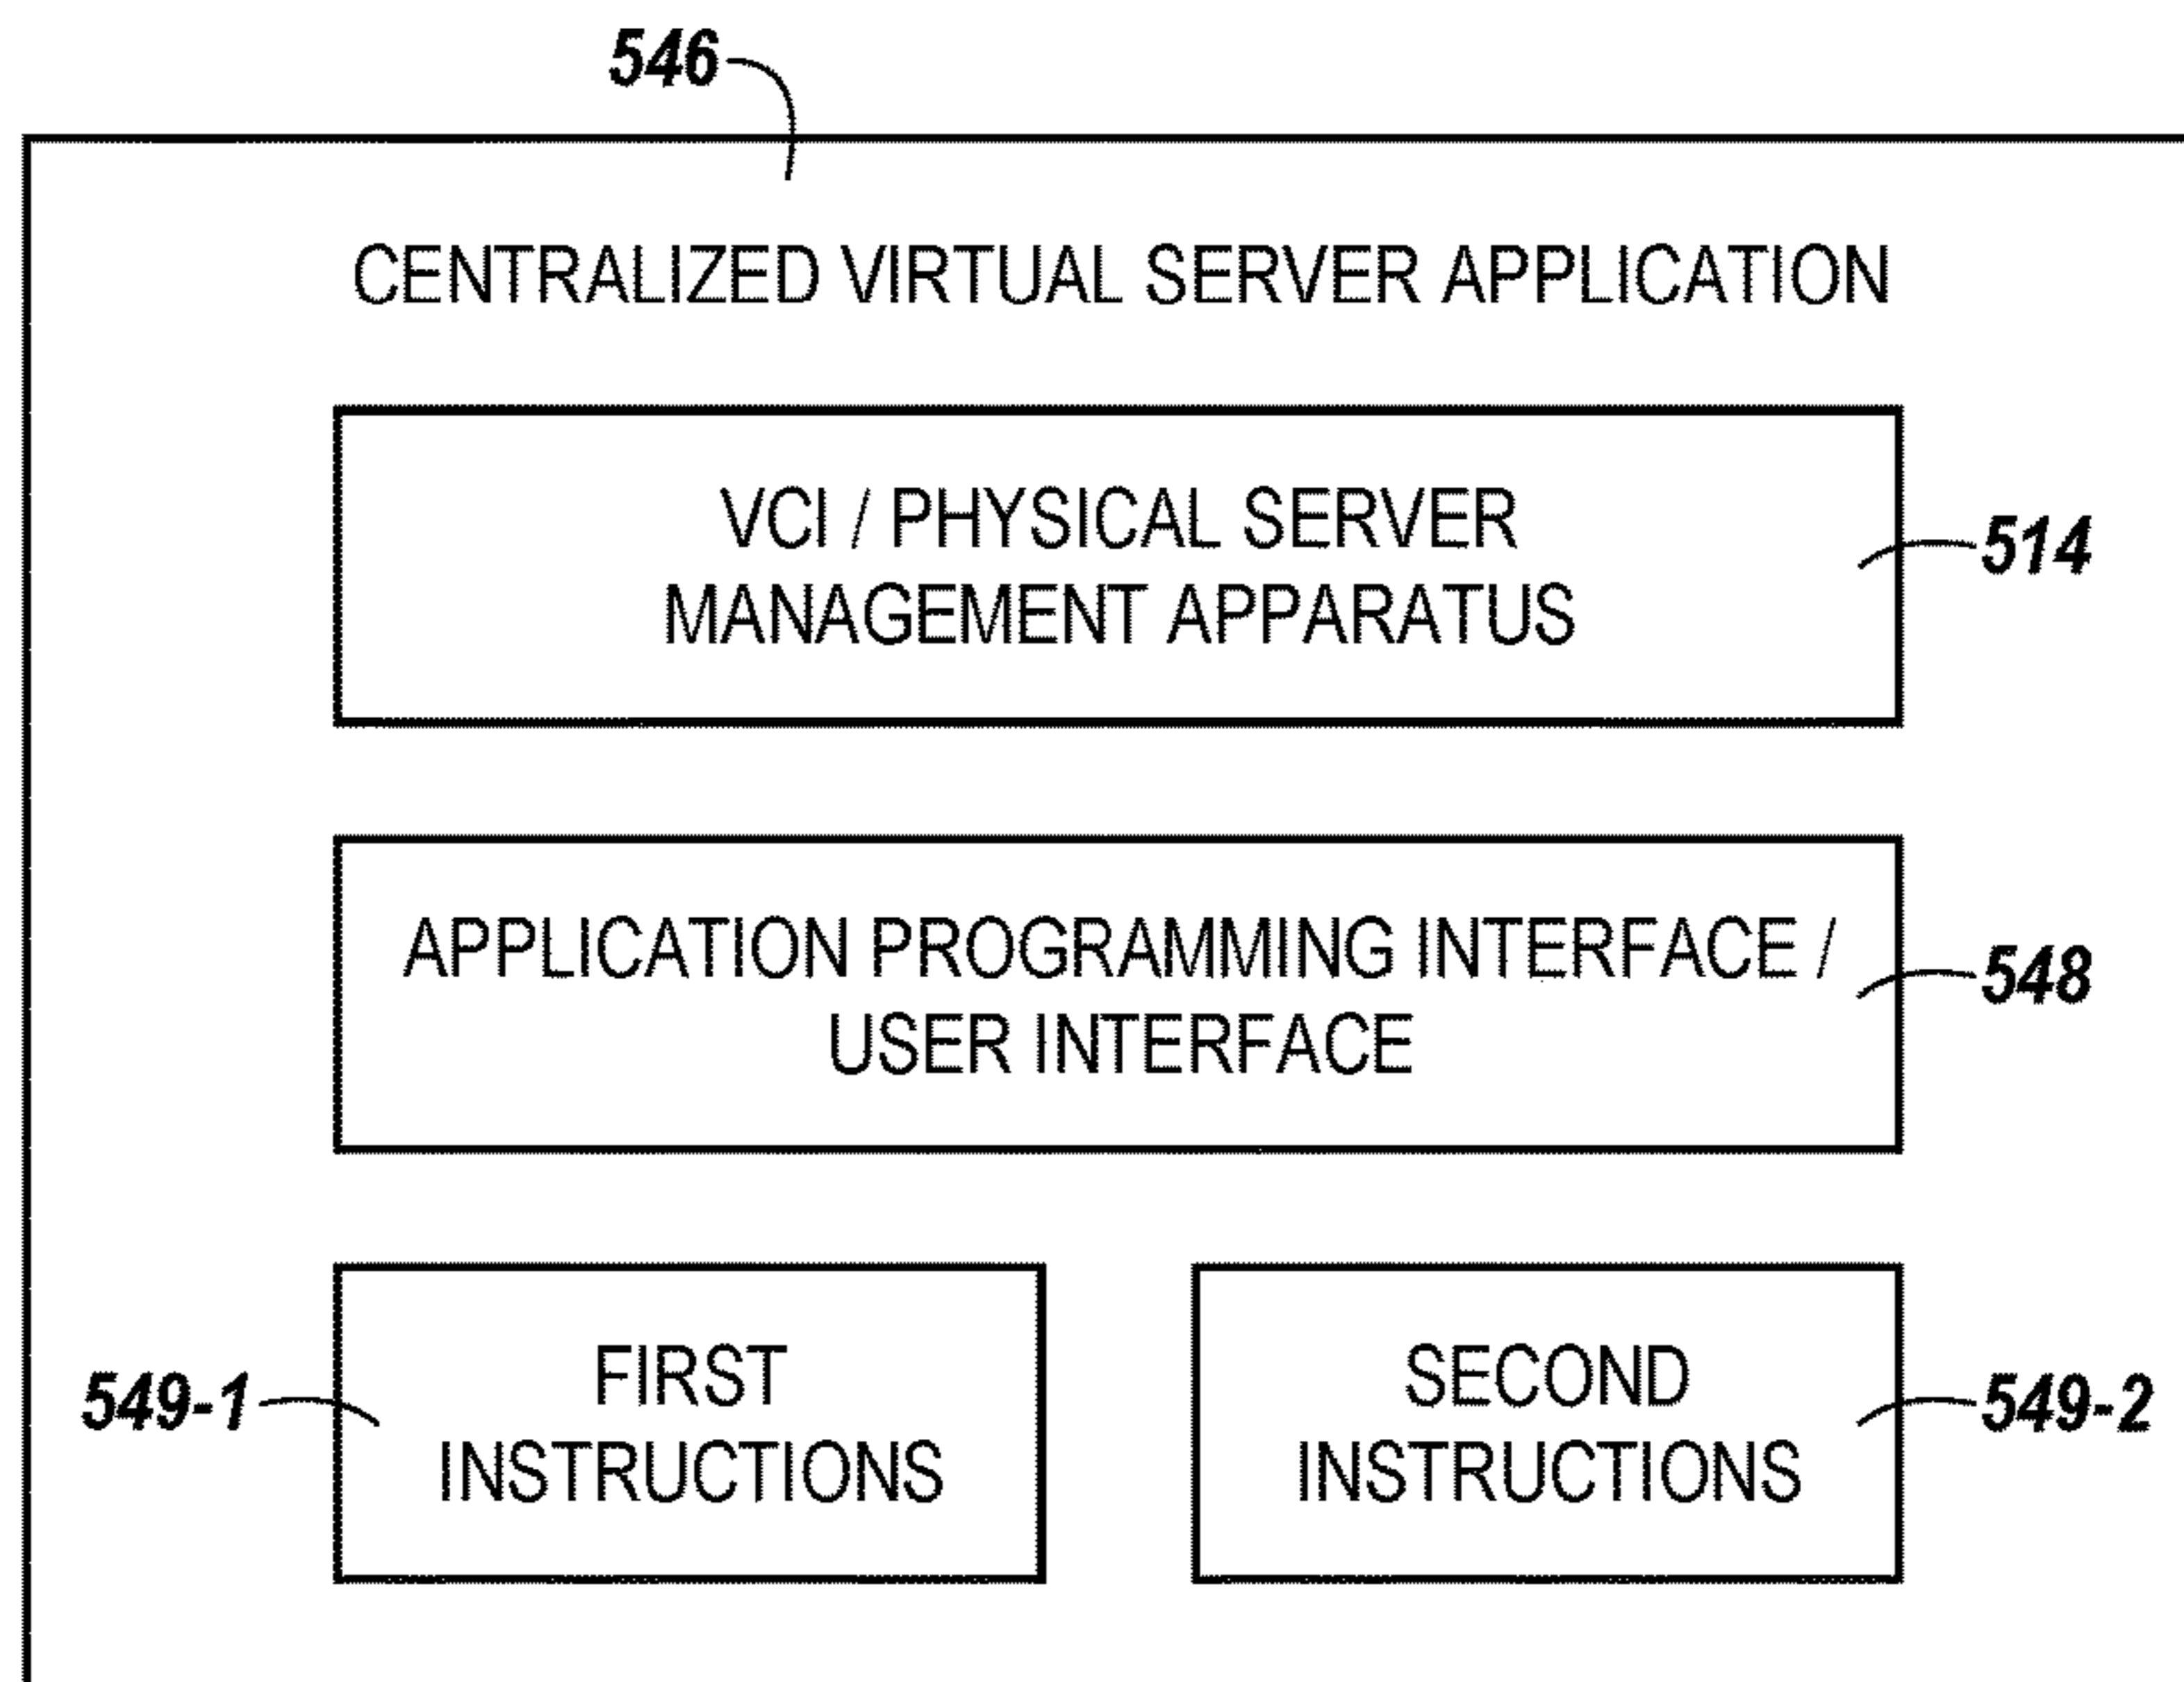 546
CENTRALIZED VIRTUAL SERVER APPLICATION
VCI / PHYSICAL SERVER
MANAGEMENT APPARATUS
514
APPLICATION PROGRAMMING INTERFACE /
USER INTERFACE
548
549-1
FIRST
INSTRUCTIONS
SECOND
INSTRUCTIONS
549-2